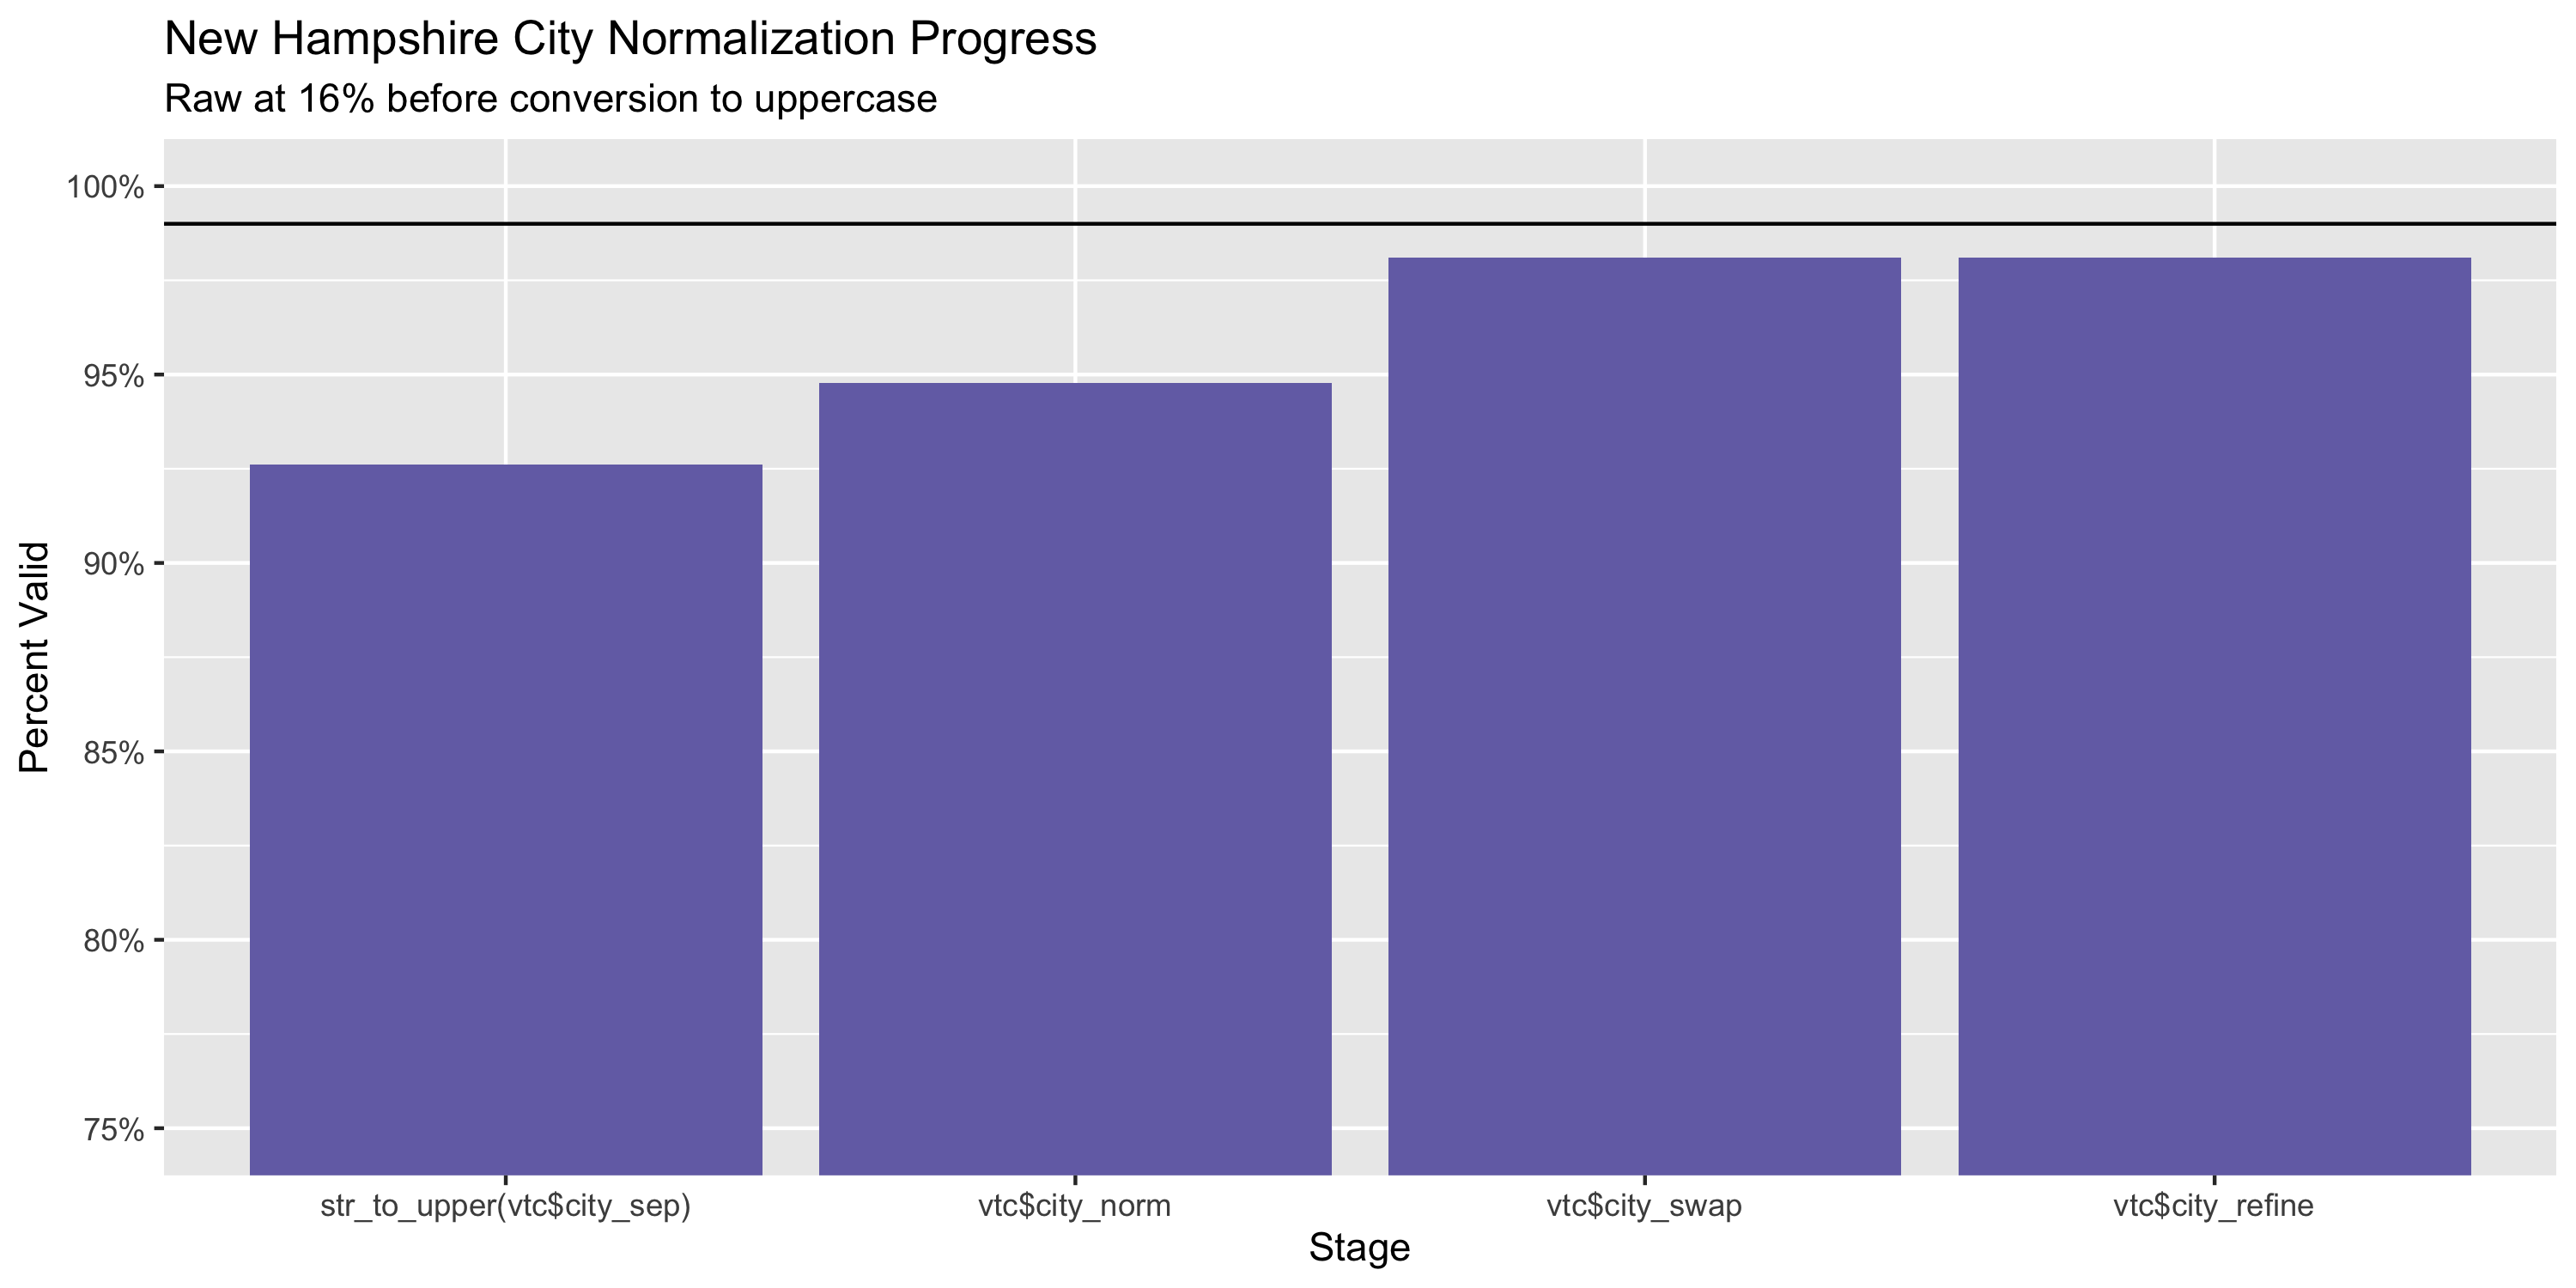 New Hampshire City Normalization Progress
Raw at 16% before conversion to uppercase
100%
95%
90%
85%
80%
75%
Percent Valid
str_to_upper(vtc$city_sep)
vtc$city_norm
vtc$city_swap
vtc$city_refine
Stage